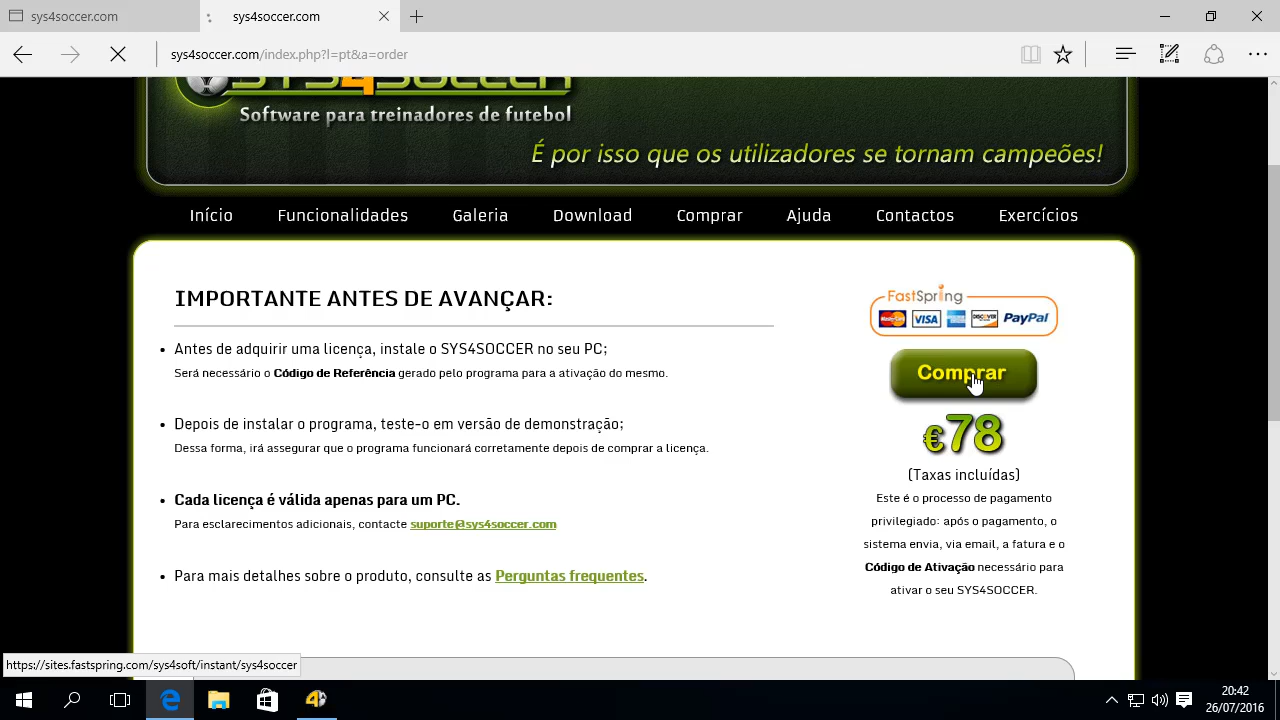 sys4soccer.com
sys4soccer.com
sys4soccer.com/index.php?l=pt&a=order
SYS4SOCCER
Software para treinadores de futebol
É por isso que os utilizadores se tornam campeões!
Início Funcionalidades Galeria Download Comprar Ajuda Contactos Exercícios
IMPORTANTE ANTES DE AVANÇAR:
• Antes de adquirir uma licença, instale o SYS4SOCCER no seu PC;
Será necessário o Código de Referência gerado pelo programa para a ativação do mesmo.
• Depois de instalar o programa, teste-o em versão de demonstração;
Dessa forma, irá assegurar que o programa funcionará corretamente depois de comprar a licença.
• Cada licença é válida apenas para um PC.
Para esclarecimentos adicionais, contacte suporte@sys4soccer.com
• Para mais detalhes sobre o produto, consulte as Perguntas frequentes.
FastSpring
MasterCard VISA AMERICAN EXPRESS DISCOVER PayPal
Comprar
€78
(Taxas incluídas)
Este é o processo de pagamento
privilegiado: após o pagamento, o
sistema envia, via email, a fatura e o
Código de Ativação necessário para
ativar o seu SYS4SOCCER.
https://sites.fastspring.com/sys4soft/instant/sys4soccer
20:42
26/07/2016